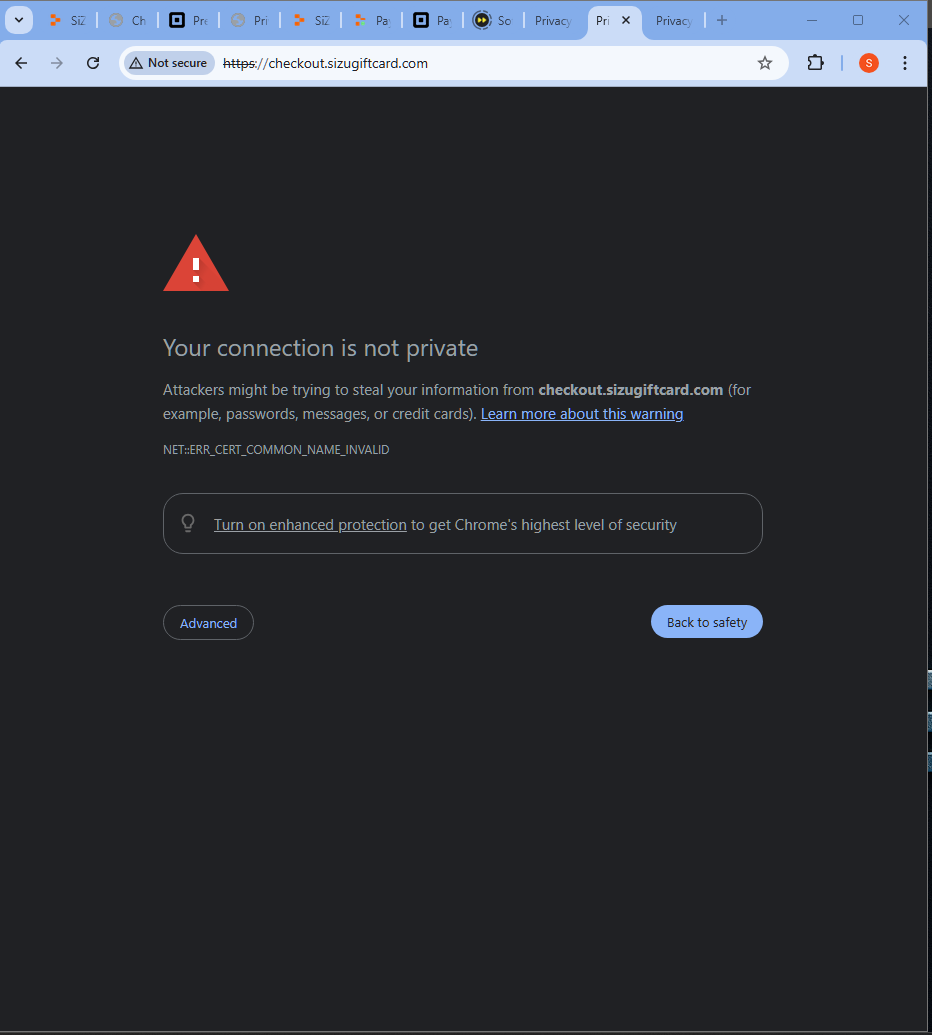 SiZ
Ch
Pre
Pri
SiZ
Pay
Pay
So
Privacy
Pri
Privacy
Not secure
https://checkout.sizugiftcard.com
S
Your connection is not private
Attackers might be trying to steal your information from checkout.sizugiftcard.com (for
example, passwords, messages, or credit cards). Learn more about this warning
NET::ERR_CERT_COMMON_NAME_INVALID
Turn on enhanced protection to get Chrome's highest level of security
Advanced
Back to safety